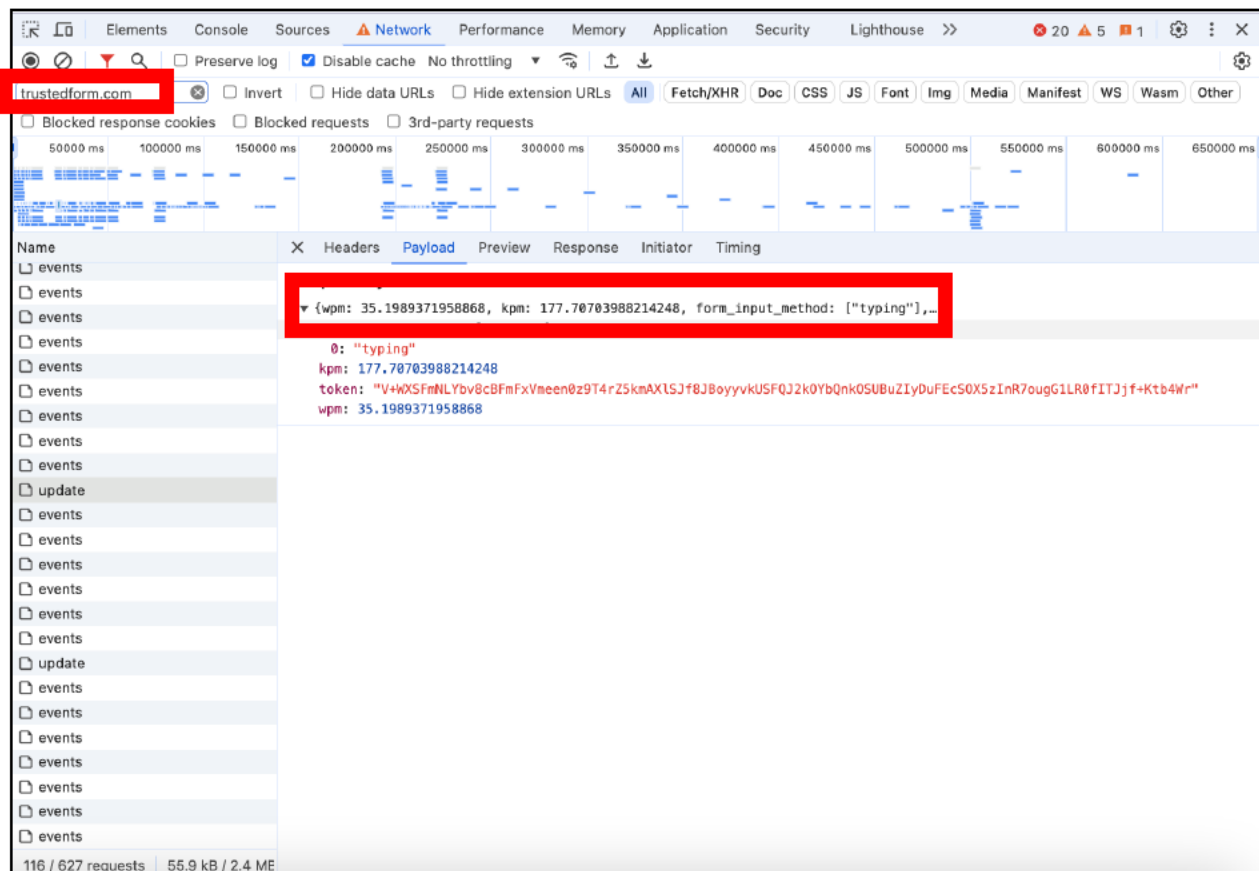 Elements Console Sources Network Performance Memory Application Security Lighthouse 20 5 1
Preserve log Disable cache No throttling
trustedform.com Invert Hide data URLs Hide extension URLs All Fetch/XHR Doc CSS JS Font Img Media Manifest WS Wasm Other
Blocked response cookies Blocked requests 3rd-party requests
50000 ms 100000 ms 150000 ms 200000 ms 250000 ms 300000 ms 350000 ms 400000 ms 450000 ms 500000 ms 550000 ms 600000 ms 650000 ms
Name Headers Payload Preview Response Initiator Timing
events
events
{wpm: 35.1989371958868, kpm: 177.70703988214248, form_input_method: ["typing"],…
events
events
0: "typing"
events
kpm: 177.70703988214248
events
token: "V+WXSFmNLYbv8cBFmFxVmeen0z9T4rZ5kmAXlSJf8JBoyyvkUSFQJ2kOYbQnkOSUBuZIyDuFEcSOX5zInR7ougG1LR0fITJjf+Ktb4Wr"
wpm: 35.1989371958868
events
events
events
update
events
events
events
events
events
events
update
events
events
events
events
events
events
events
116 / 627 requests 55.9 kB / 2.4 ME